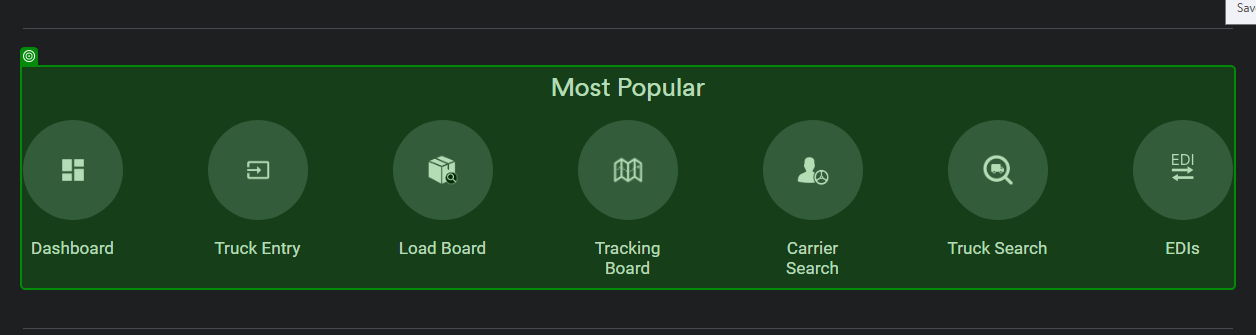 Sav
Most Popular
EDI
Dashboard
Truck Entry
Load Board
Tracking
Board
Carrier
Search
Truck Search
EDIs